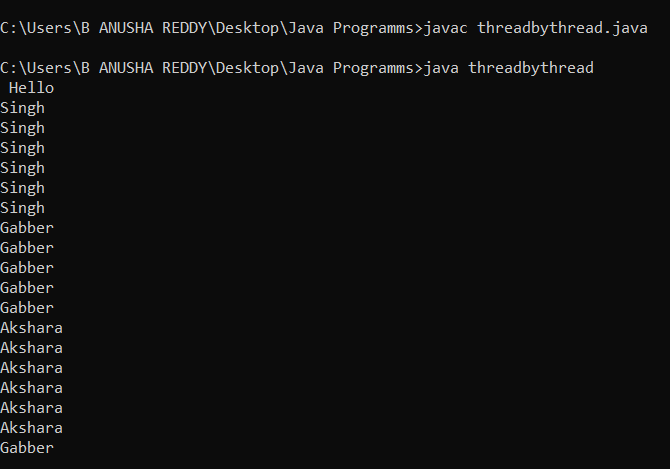 C:\Users\B ANUSHA REDDY\Desktop\Java Programms>javac threadbythread.java
C:\Users\B ANUSHA REDDY\Desktop\Java Programms>java threadbythread
 Hello
Singh
Singh
Singh
Singh
Singh
Singh
Gabber
Gabber
Gabber
Gabber
Gabber
Akshara
Akshara
Akshara
Akshara
Akshara
Akshara
Gabber